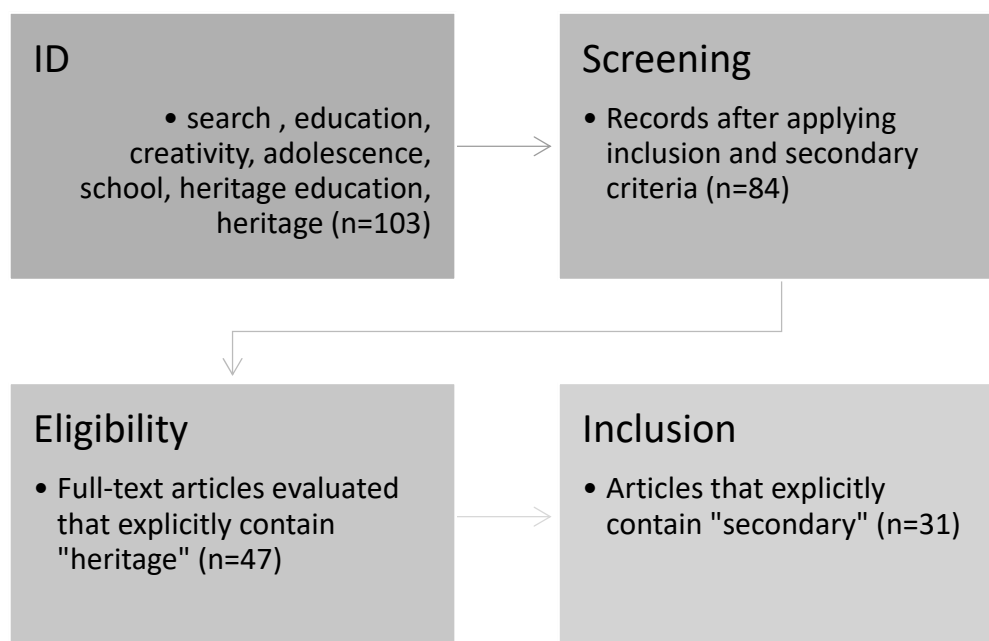 ID
• search , education,
creativity, adolescence,
school, heritage education,
heritage (n=103)
Screening
• Records after applying
inclusion and secondary
criteria (n=84)
Eligibility
• Full-text articles evaluated
that explicitly contain
"heritage" (n=47)
Inclusion
• Articles that explicitly
contain "secondary" (n=31)